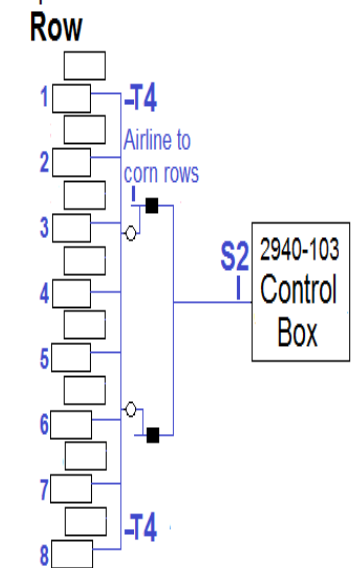 Row
1
-T4
Airline to
corn rows
2
3
S2
2940-103
Control
Box
4
5
6
7
-T4
8